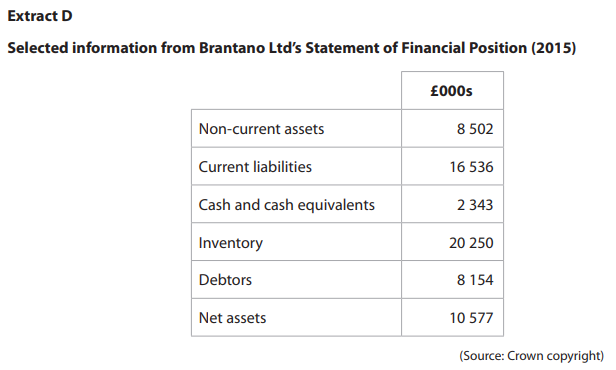 Extract D
Selected information from Brantano Ltd’s Statement of Financial Position (2015)
£000s
Non-current assets 8 502
Current liabilities 16 536
Cash and cash equivalents 2 343
Inventory 20 250
Debtors 8 154
Net assets 10 577
(Source: Crown copyright)